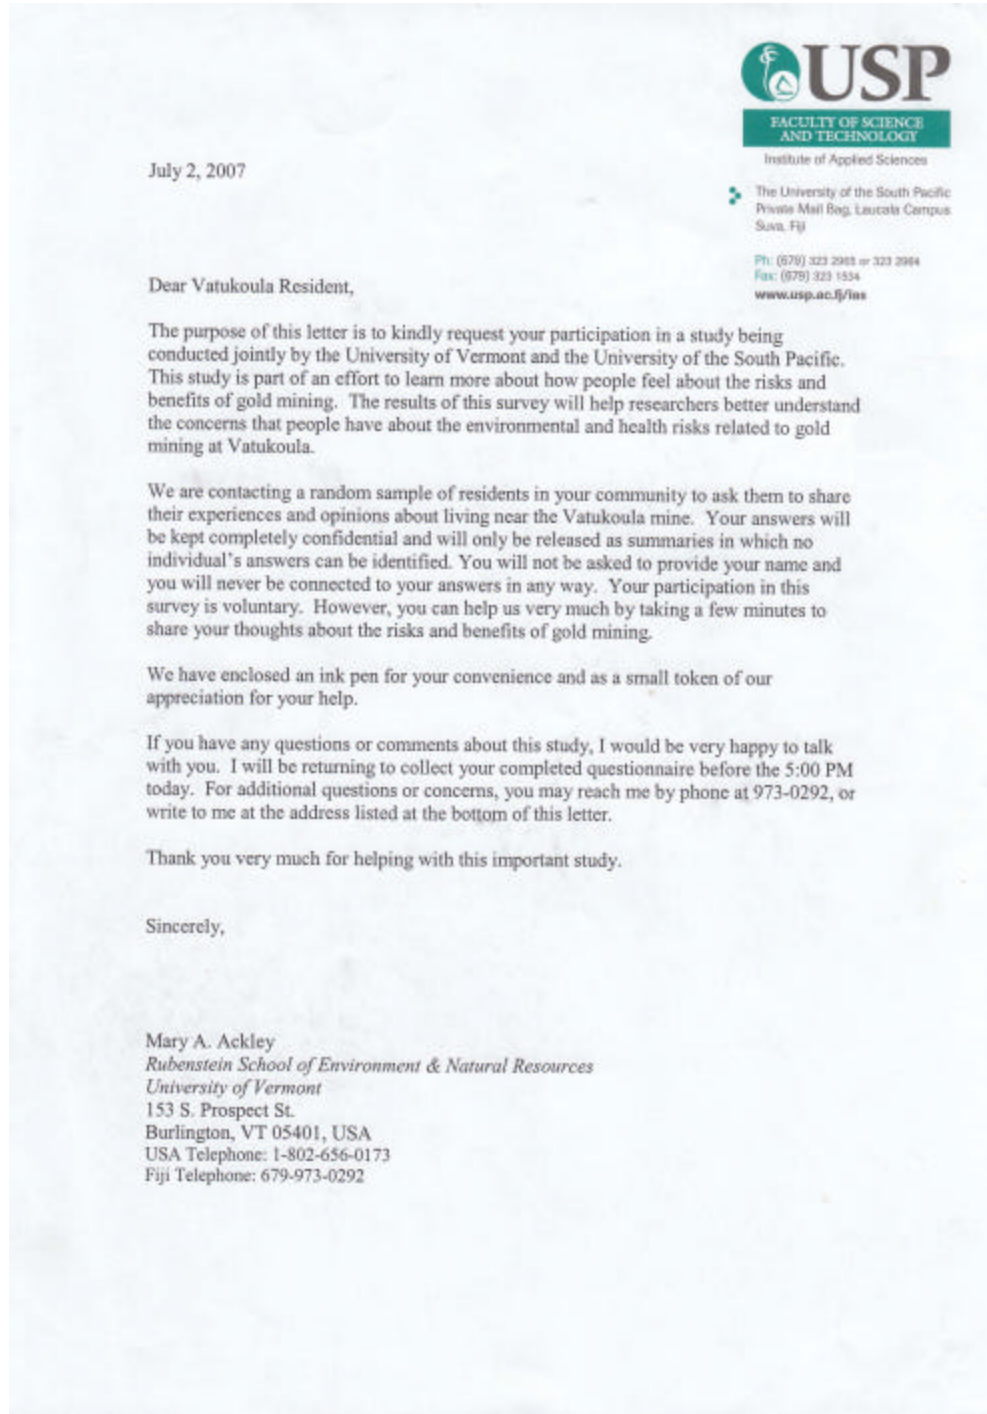 USP
FACULTY OF SCIENCE
AND TECHNOLOGY
Institute of Applied Sciences
The University of the South Pacific
Private Mail Bag, Laucala Campus
Suva, Fiji
Ph: (679) 323 2965 or 323 2964
Fax: (679) 323 1534
www.usp.ac.fj/ias
July 2, 2007
Dear Vatukoula Resident,
The purpose of this letter is to kindly request your participation in a study being
conducted jointly by the University of Vermont and the University of the South Pacific.
This study is part of an effort to learn more about how people feel about the risks and
benefits of gold mining. The results of this survey will help researchers better understand
the concerns that people have about the environmental and health risks related to gold
mining at Vatukoula.
We are contacting a random sample of residents in your community to ask them to share
their experiences and opinions about living near the Vatukoula mine. Your answers will
be kept completely confidential and will only be released as summaries in which no
individual's answers can be identified. You will not be asked to provide your name and
you will never be connected to your answers in any way. Your participation in this
survey is voluntary. However, you can help us very much by taking a few minutes to
share your thoughts about the risks and benefits of gold mining.
We have enclosed an ink pen for your convenience and as a small token of our
appreciation for your help.
If you have any questions or comments about this study, I would be very happy to talk
with you. I will be returning to collect your completed questionnaire before the 5:00 PM
today. For additional questions or concerns, you may reach me by phone at 973-0292, or
write to me at the address listed at the bottom of this letter.
Thank you very much for helping with this important study.
Sincerely,
Mary A. Ackley
Rubenstein School of Environment & Natural Resources
University of Vermont
153 S. Prospect St.
Burlington, VT 05401, USA
USA Telephone: 1-802-656-0173
Fiji Telephone: 679-973-0292